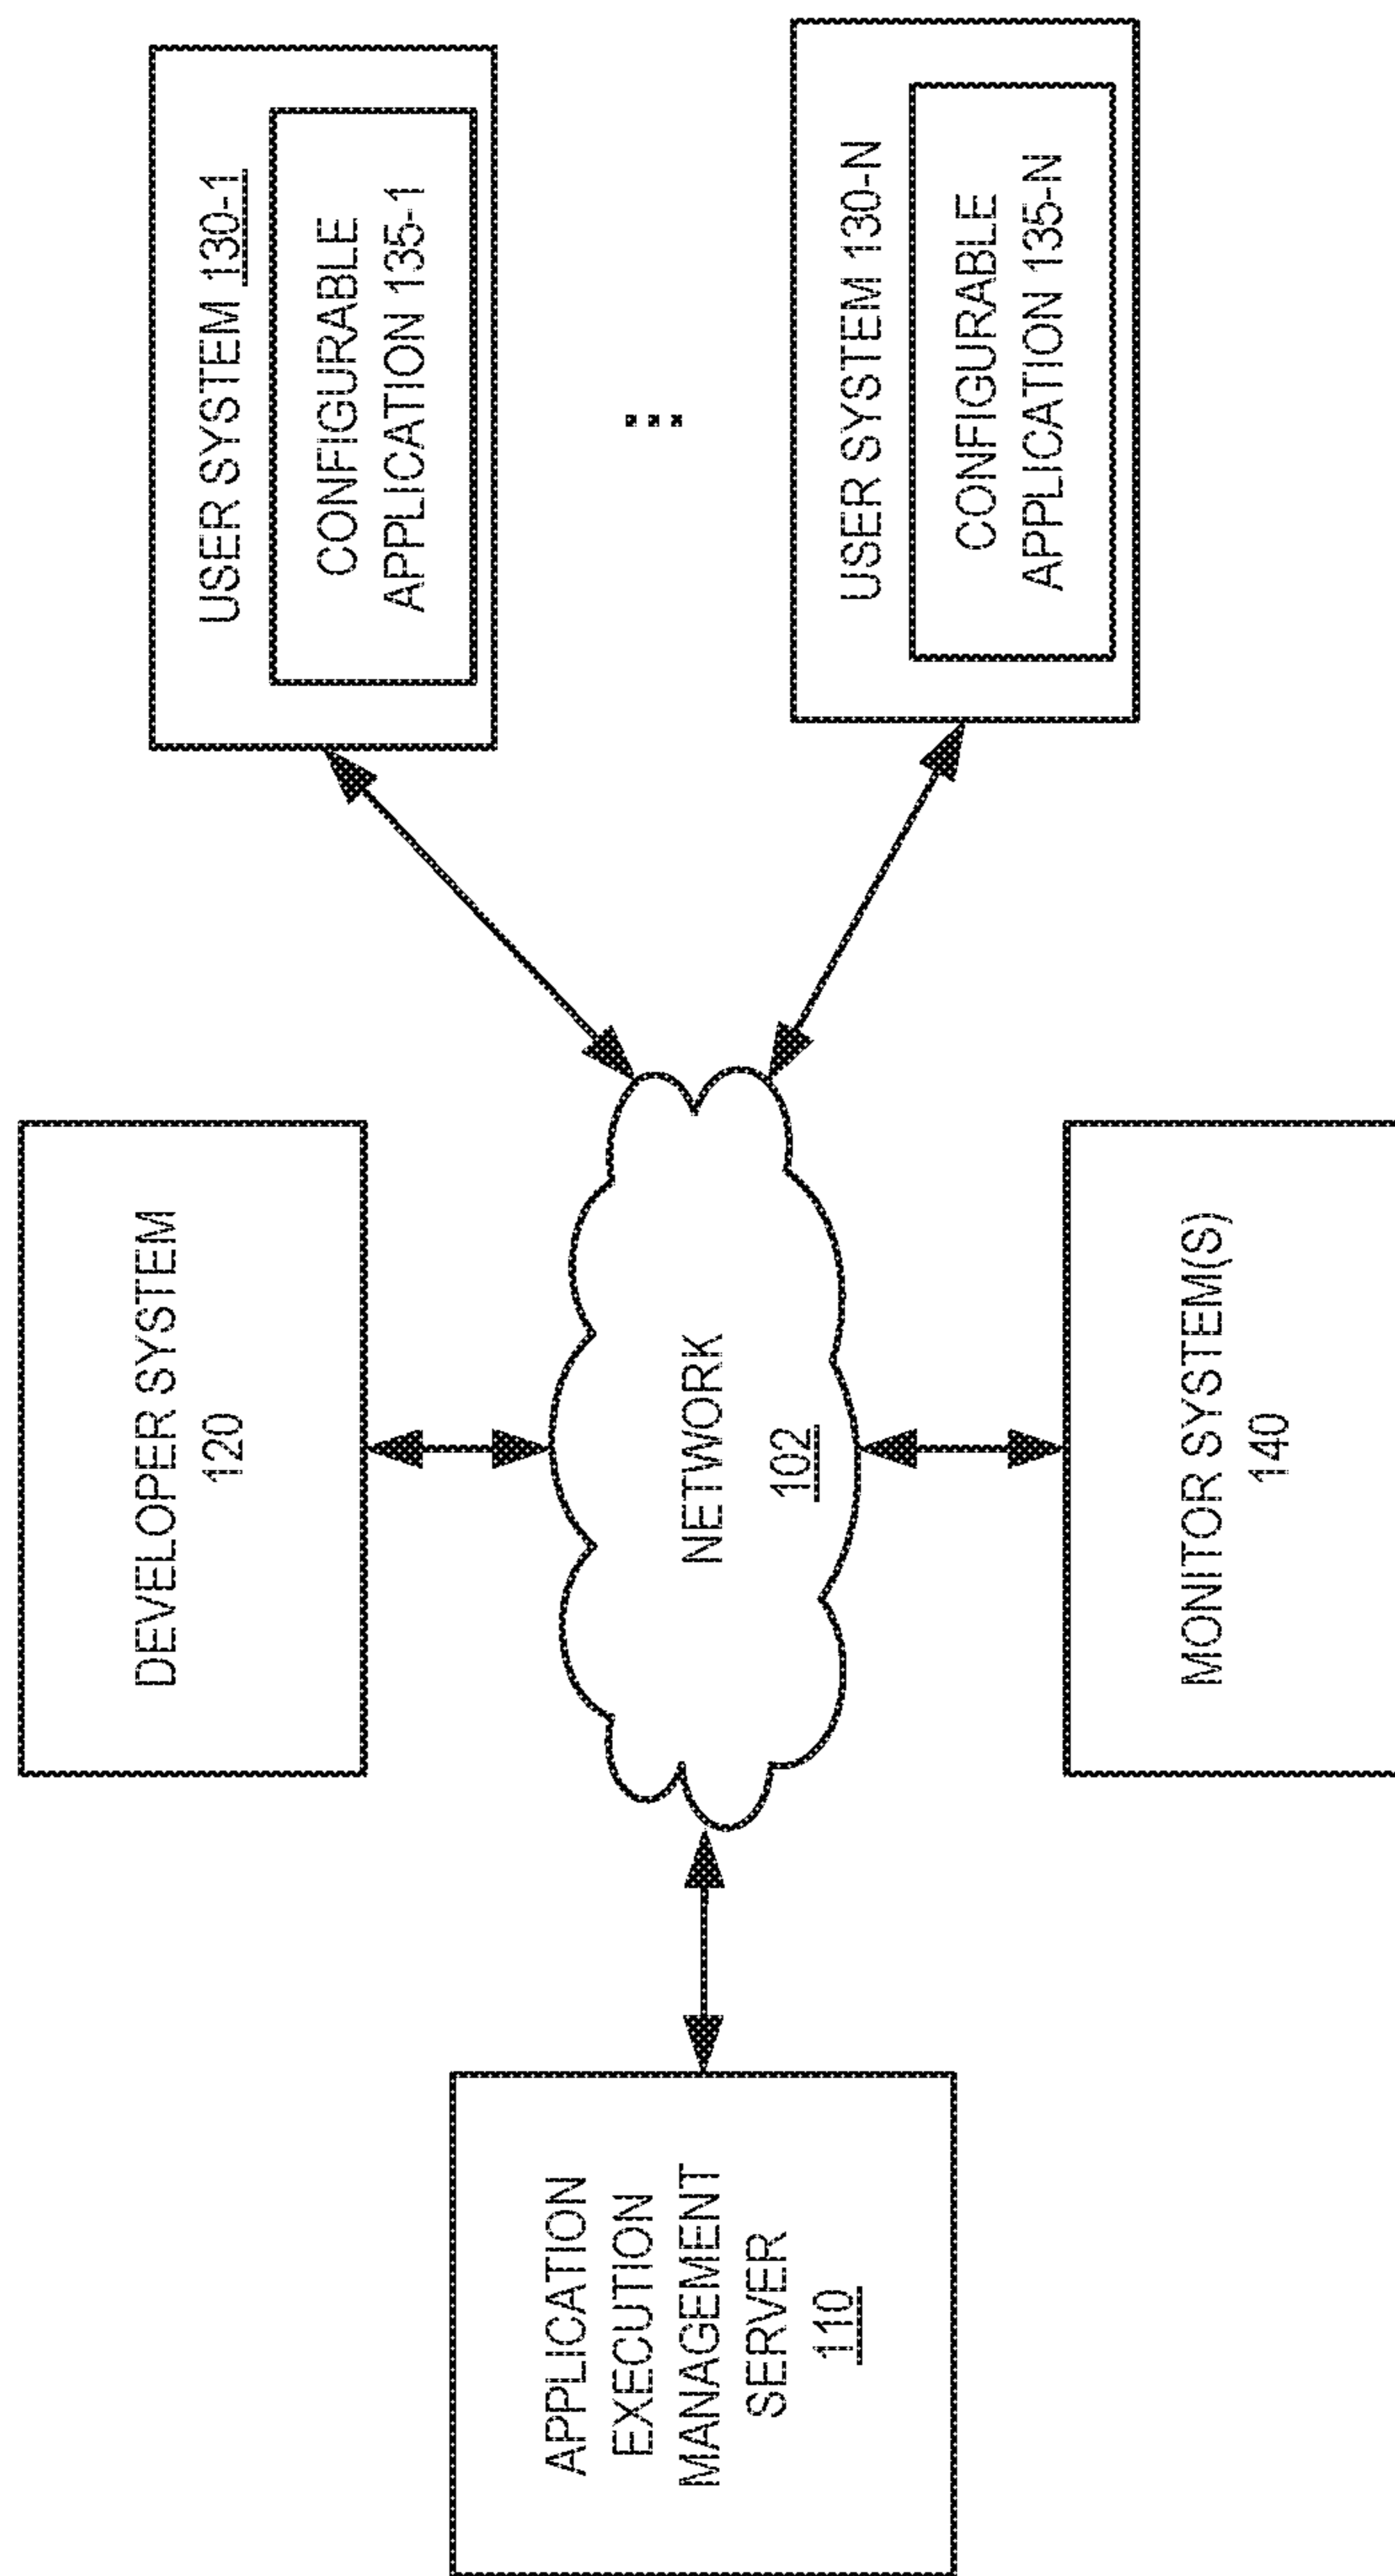 DEVELOPER SYSTEM
120
USER SYSTEM 130-1
CONFIGURABLE
APPLICATION 135-1
APPLICATION
EXECUTION
MANAGEMENT
SERVER
110
NETWORK
102
...
USER SYSTEM 130-N
CONFIGURABLE
APPLICATION 135-N
MONITOR SYSTEM(S)
140